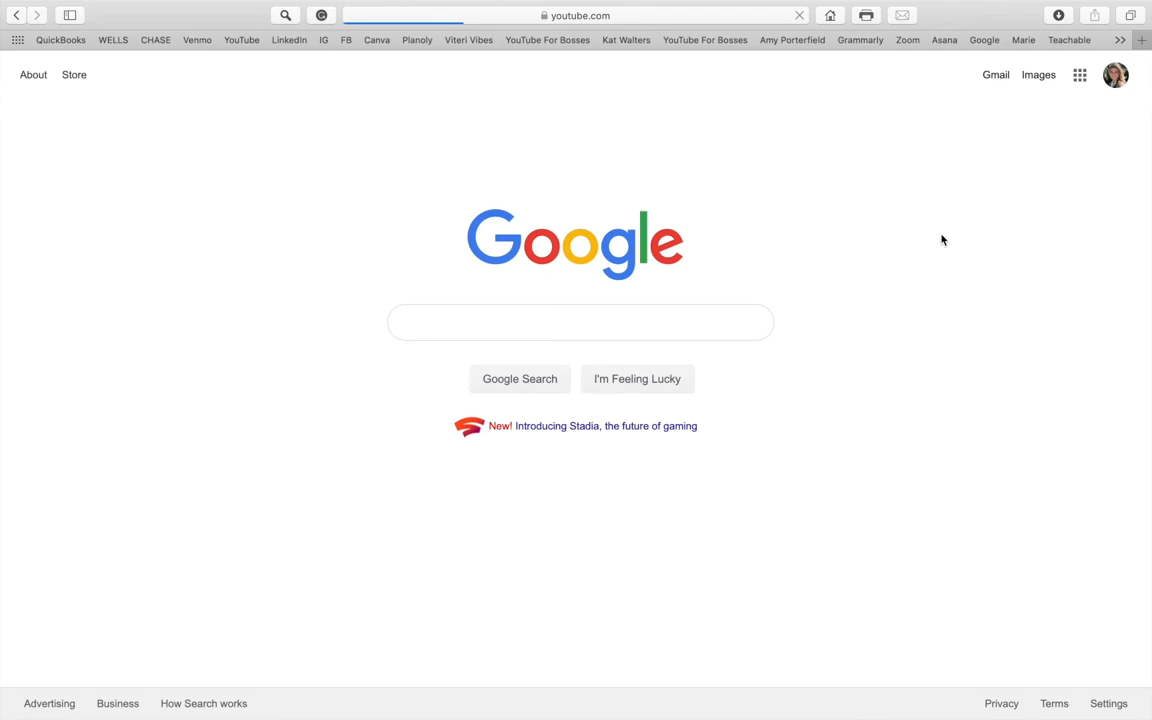 youtube.com
QuickBooks WELLS CHASE Venmo YouTube LinkedIn IG FB Canva Planoly Viteri Vibes YouTube For Bosses Kat Walters YouTube For Bosses Amy Porterfield Grammarly Zoom Asana Google Marie Teachable
About Store Gmail Images
Google
Google Search I'm Feeling Lucky
New! Introducing Stadia, the future of gaming
Advertising Business How Search works Privacy Terms Settings